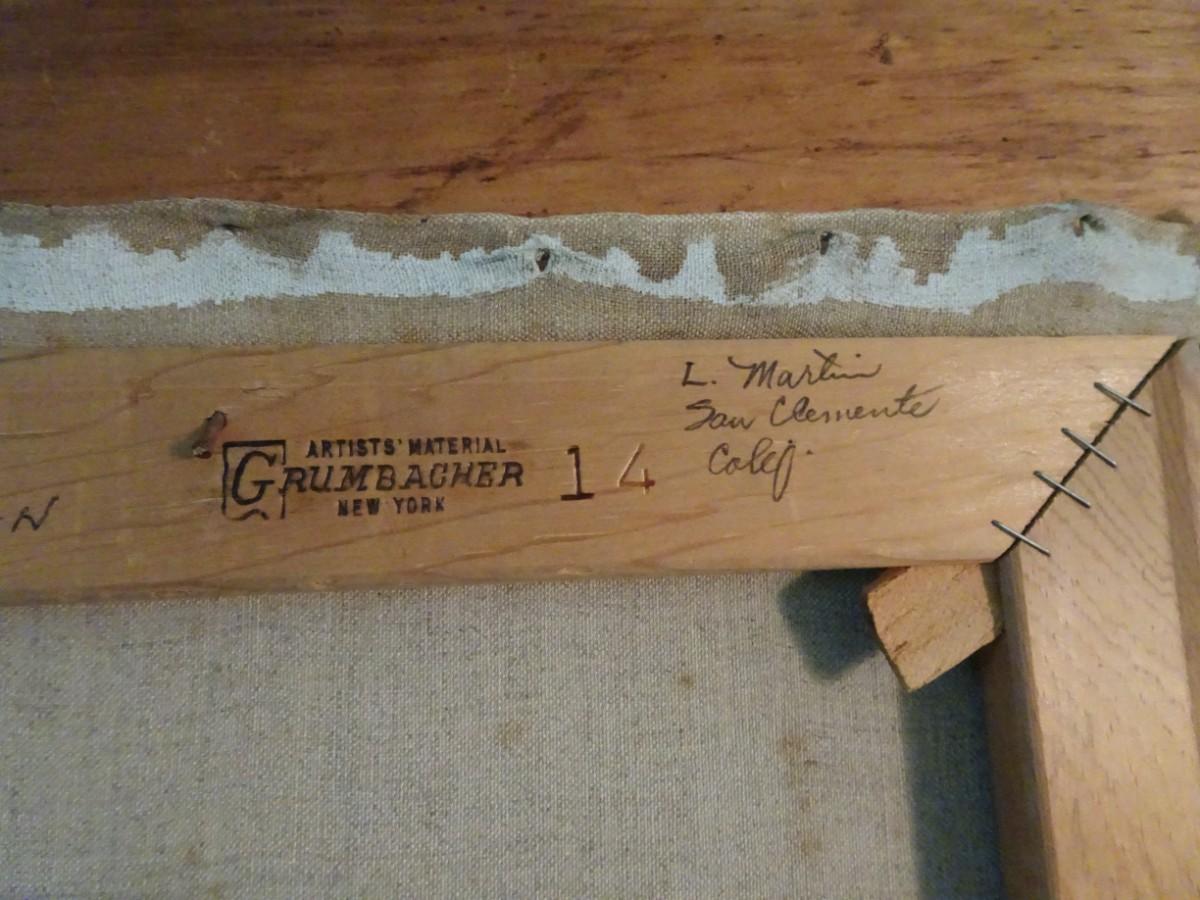 ARTISTS' MATERIAL
GRUMBACHER
NEW YORK
14
L. Martin
San Clemente
Calif.